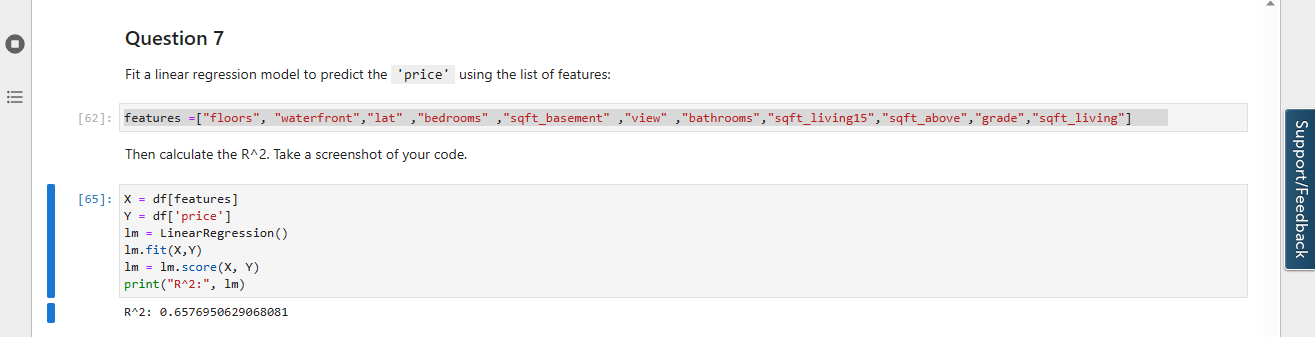 Question 7
Fit a linear regression model to predict the 'price' using the list of features:
[62]: features =["floors", "waterfront","lat" ,"bedrooms" ,"sqft_basement" ,"view" ,"bathrooms","sqft_living15","sqft_above","grade","sqft_living"]
Then calculate the R^2. Take a screenshot of your code.
[65]: X = df[features]
Y = df['price']
lm = LinearRegression()
lm.fit(X,Y)
lm = lm.score(X, Y)
print("R^2:", lm)
R^2: 0.6576950629068081
Support/Feedback